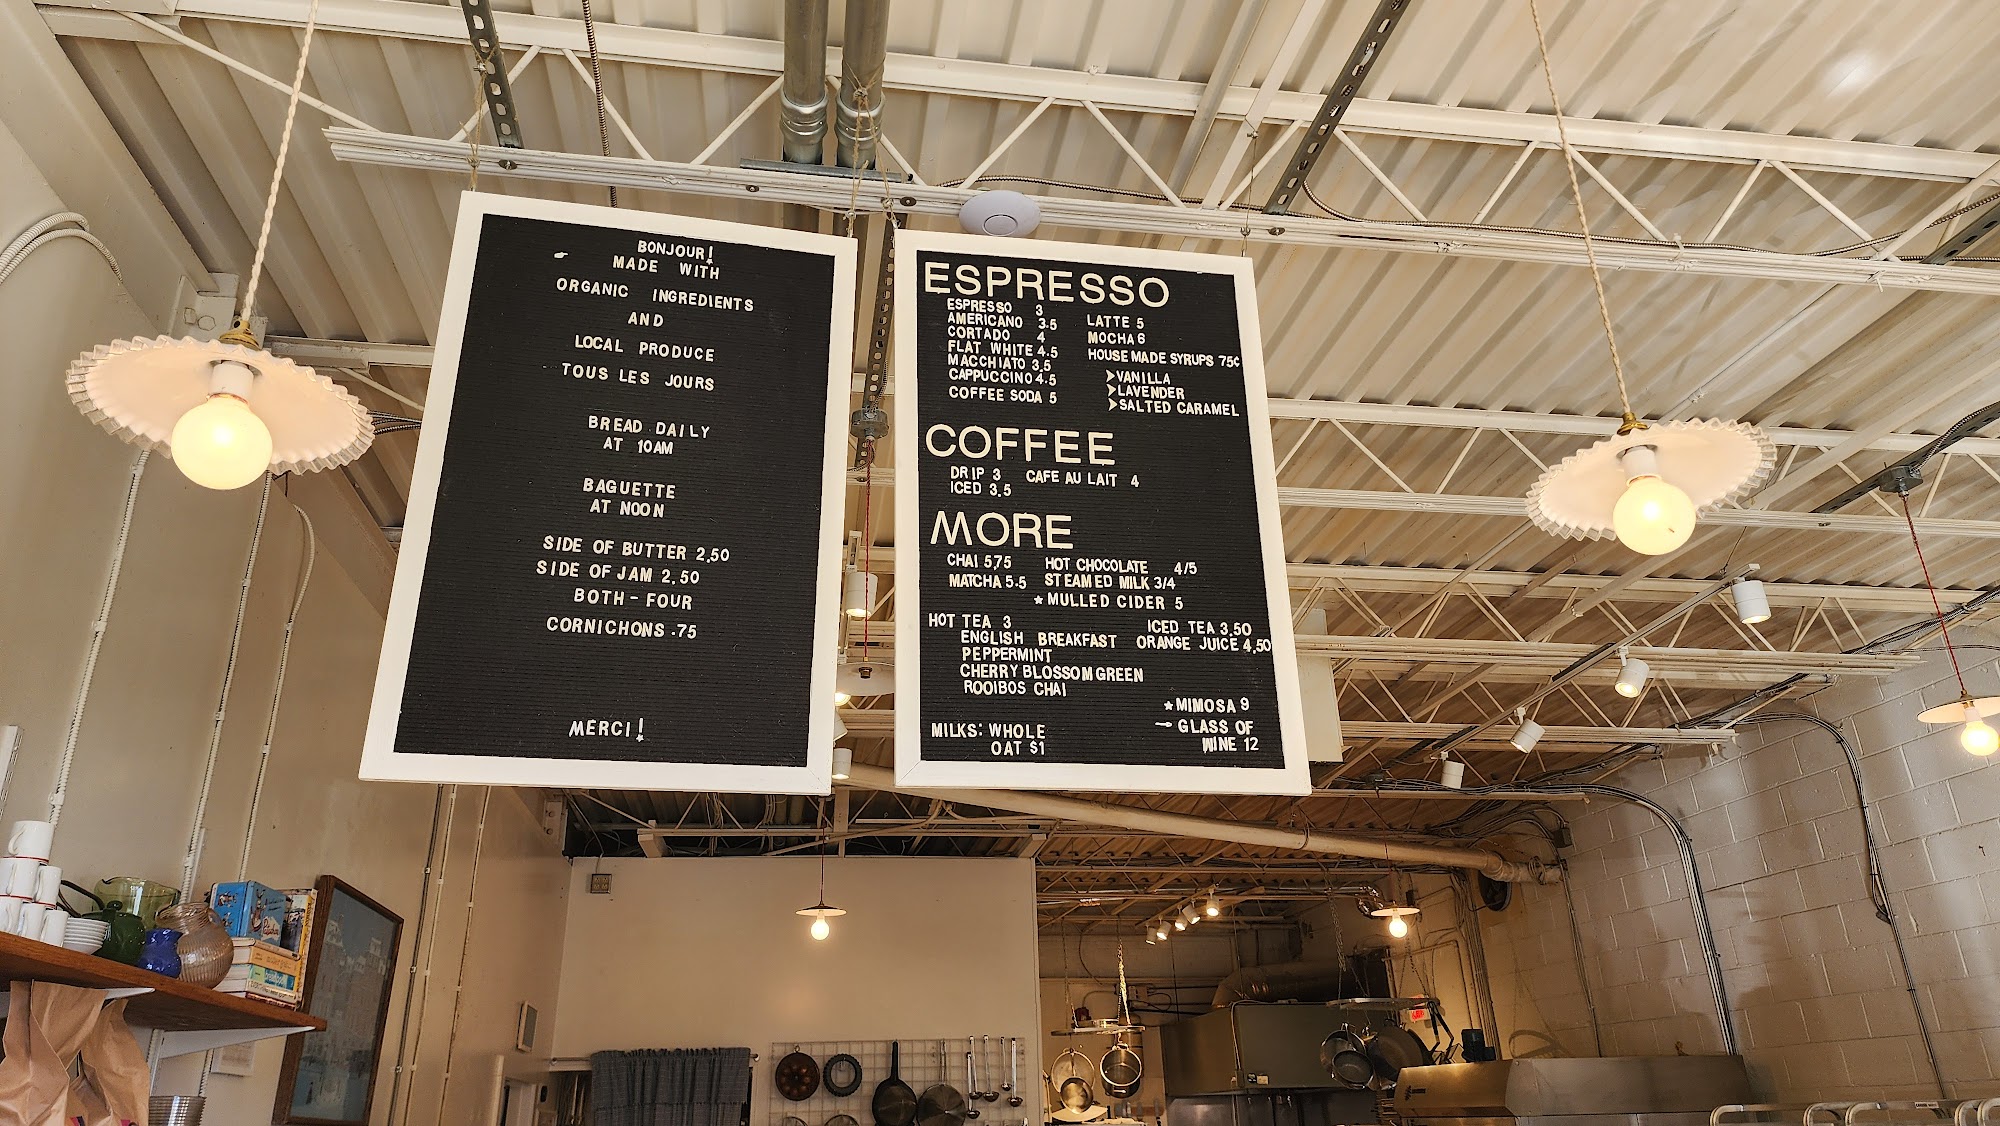 BONJOUR!
MADE WITH
ORGANIC INGREDIENTS
AND
LOCAL PRODUCE
TOUS LES JOURS
BREAD DAILY
AT 10AM
BAGUETTE
AT NOON
SIDE OF BUTTER 2.50
SIDE OF JAM 2.50
BOTH - FOUR
CORNICHONS .75
MERCI!
ESPRESSO
ESPRESSO 3
AMERICANO 3.5
CORTADO 4
FLAT WHITE 4.5
MACCHIATO 3.5
CAPPUCCINO 4.5
COFFEE SODA 5
LATTE 5
MOCHA 6
HOUSE MADE SYRUPS 75¢
➤VANILLA
➤LAVENDER
➤SALTED CARAMEL
COFFEE
DRIP 3 CAFE AU LAIT 4
ICED 3.5
MORE
CHAI 5.75 HOT CHOCOLATE 4/5
MATCHA 5.5 STEAMED MILK 3/4
★MULLED CIDER 5
HOT TEA 3
ENGLISH BREAKFAST
PEPPERMINT
CHERRY BLOSSOM GREEN
ROOIBOS CHAI
ICED TEA 3.50
ORANGE JUICE 4.50
★MIMOSA 9
→ GLASS OF
WINE 12
MILKS: WHOLE
OAT $1